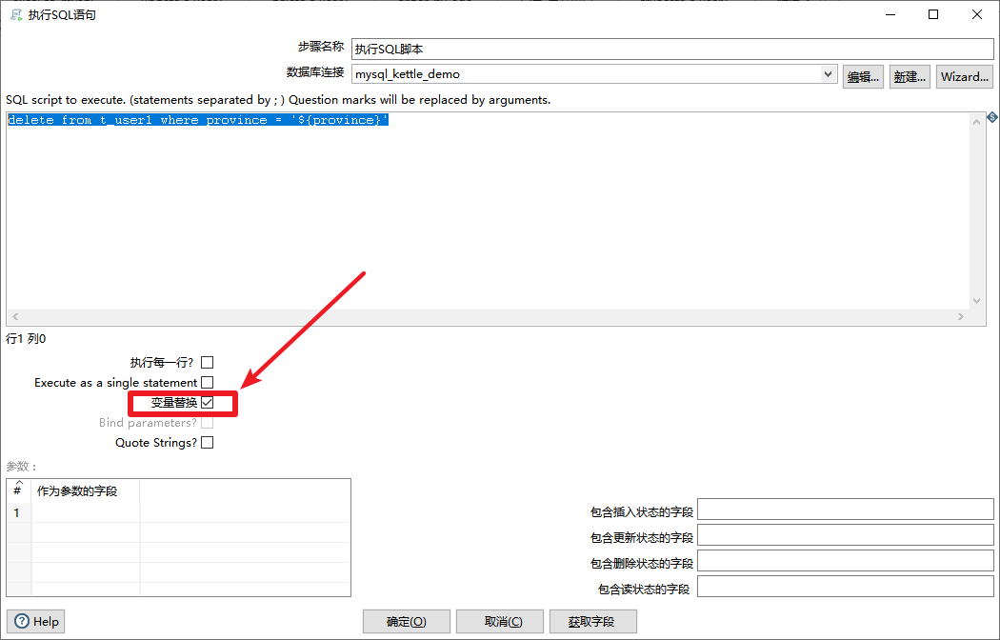 执行SQL语句
步骤名称 执行SQL脚本
数据库连接 mysql_kettle_demo 编辑... 新建... Wizard...
SQL script to execute. (statements separated by ; ) Question marks will be replaced by arguments.
delete from t_user1 where province = '${province}'
行1 列0
执行每一行?
Execute as a single statement
变量替换
Bind parameters?
Quote Strings?
参数 :
# 作为参数的字段
1
包含插入状态的字段
包含更新状态的字段
包含删除状态的字段
包含读状态的字段
Help 确定(O) 取消(C) 获取字段